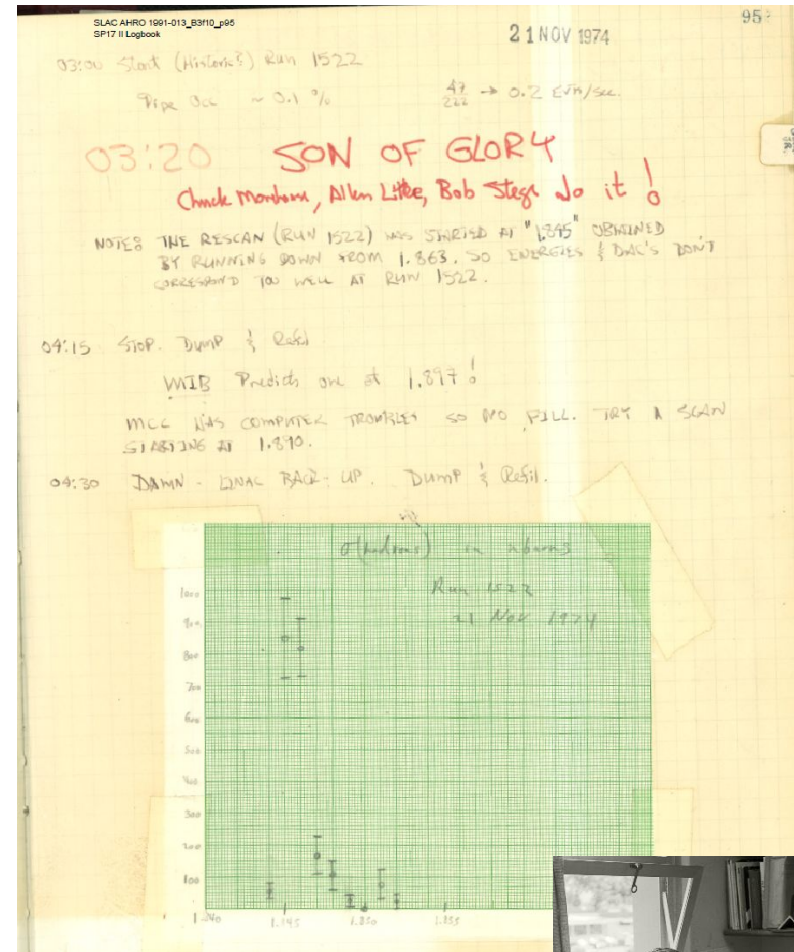 SLAC AHRO 1991-013_B3f10_p95
SP17 II Logbook
95
21 NOV 1974
03:00 Start (Historic?) Run 1522
Pipe Occ ~ 0.1 %
47/222 → 0.2 /sec.
03:20 SON OF GLORY
Chuck Morehouse, Allen Litke, Bob Stege do it!
NOTE: THE RESCAN (RUN 1522) WAS STARTED AT "1.845" OBTAINED
BY RUNNING DOWN FROM 1.863. SO ENERGIES & DAC'S DON'T
CORRESPOND TOO WELL AT RUN 1522.
04:15 STOP. DUMP & Refil
Predicts one at 1.897!
MCC HAS COMPUTER TROUBLES SO NO FILL. TRY A SCAN
STARTING AT 1.890.
04:30 DAMN - LINAC BACK-UP. Dump & Refil.
σ(hadrons) in nbarns
Run 1522
21 Nov 1974
1000
900
800
700
600
500
400
300
200
100
1.840 1.845 1.850 1.855